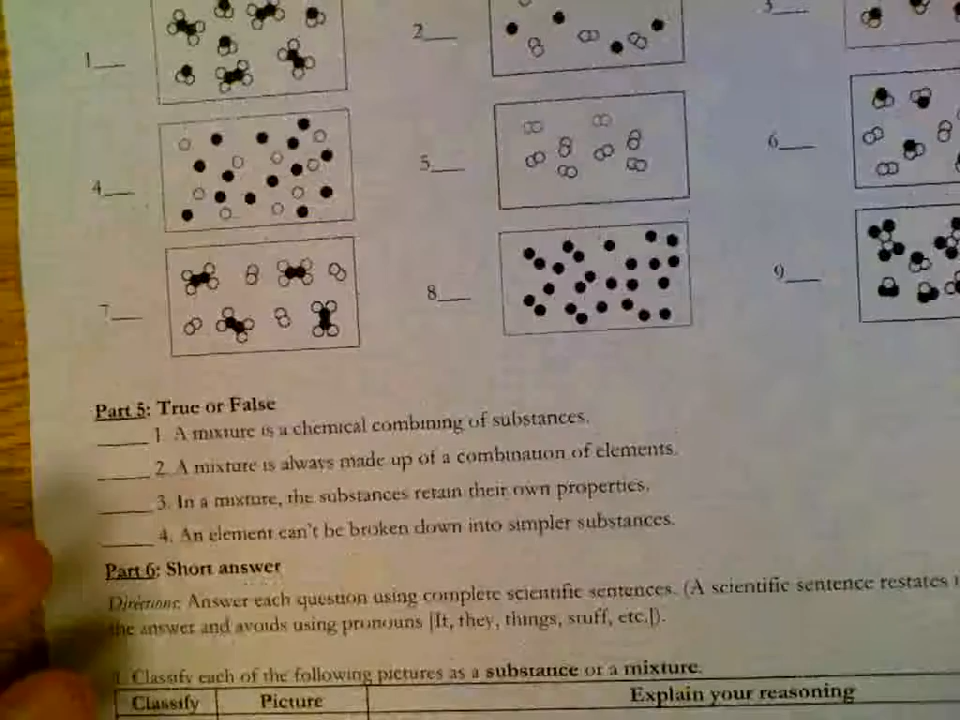 1___
2___
3___
4___
5___
6___
7___
8___
9___
Part 5: True or False
_____ 1. A mixture is a chemical combining of substances.
_____ 2. A mixture is always made up of a combination of elements.
_____ 3. In a mixture, the substances retain their own properties.
_____ 4. An element can't be broken down into simpler substances.
Part 6: Short answer
Directions: Answer each question using complete scientific sentences. (A scientific sentence restates
the answer and avoids using pronouns [It, they, things, stuff, etc.]).
1. Classify each of the following pictures as a substance or a mixture.
Classify Picture Explain your reasoning